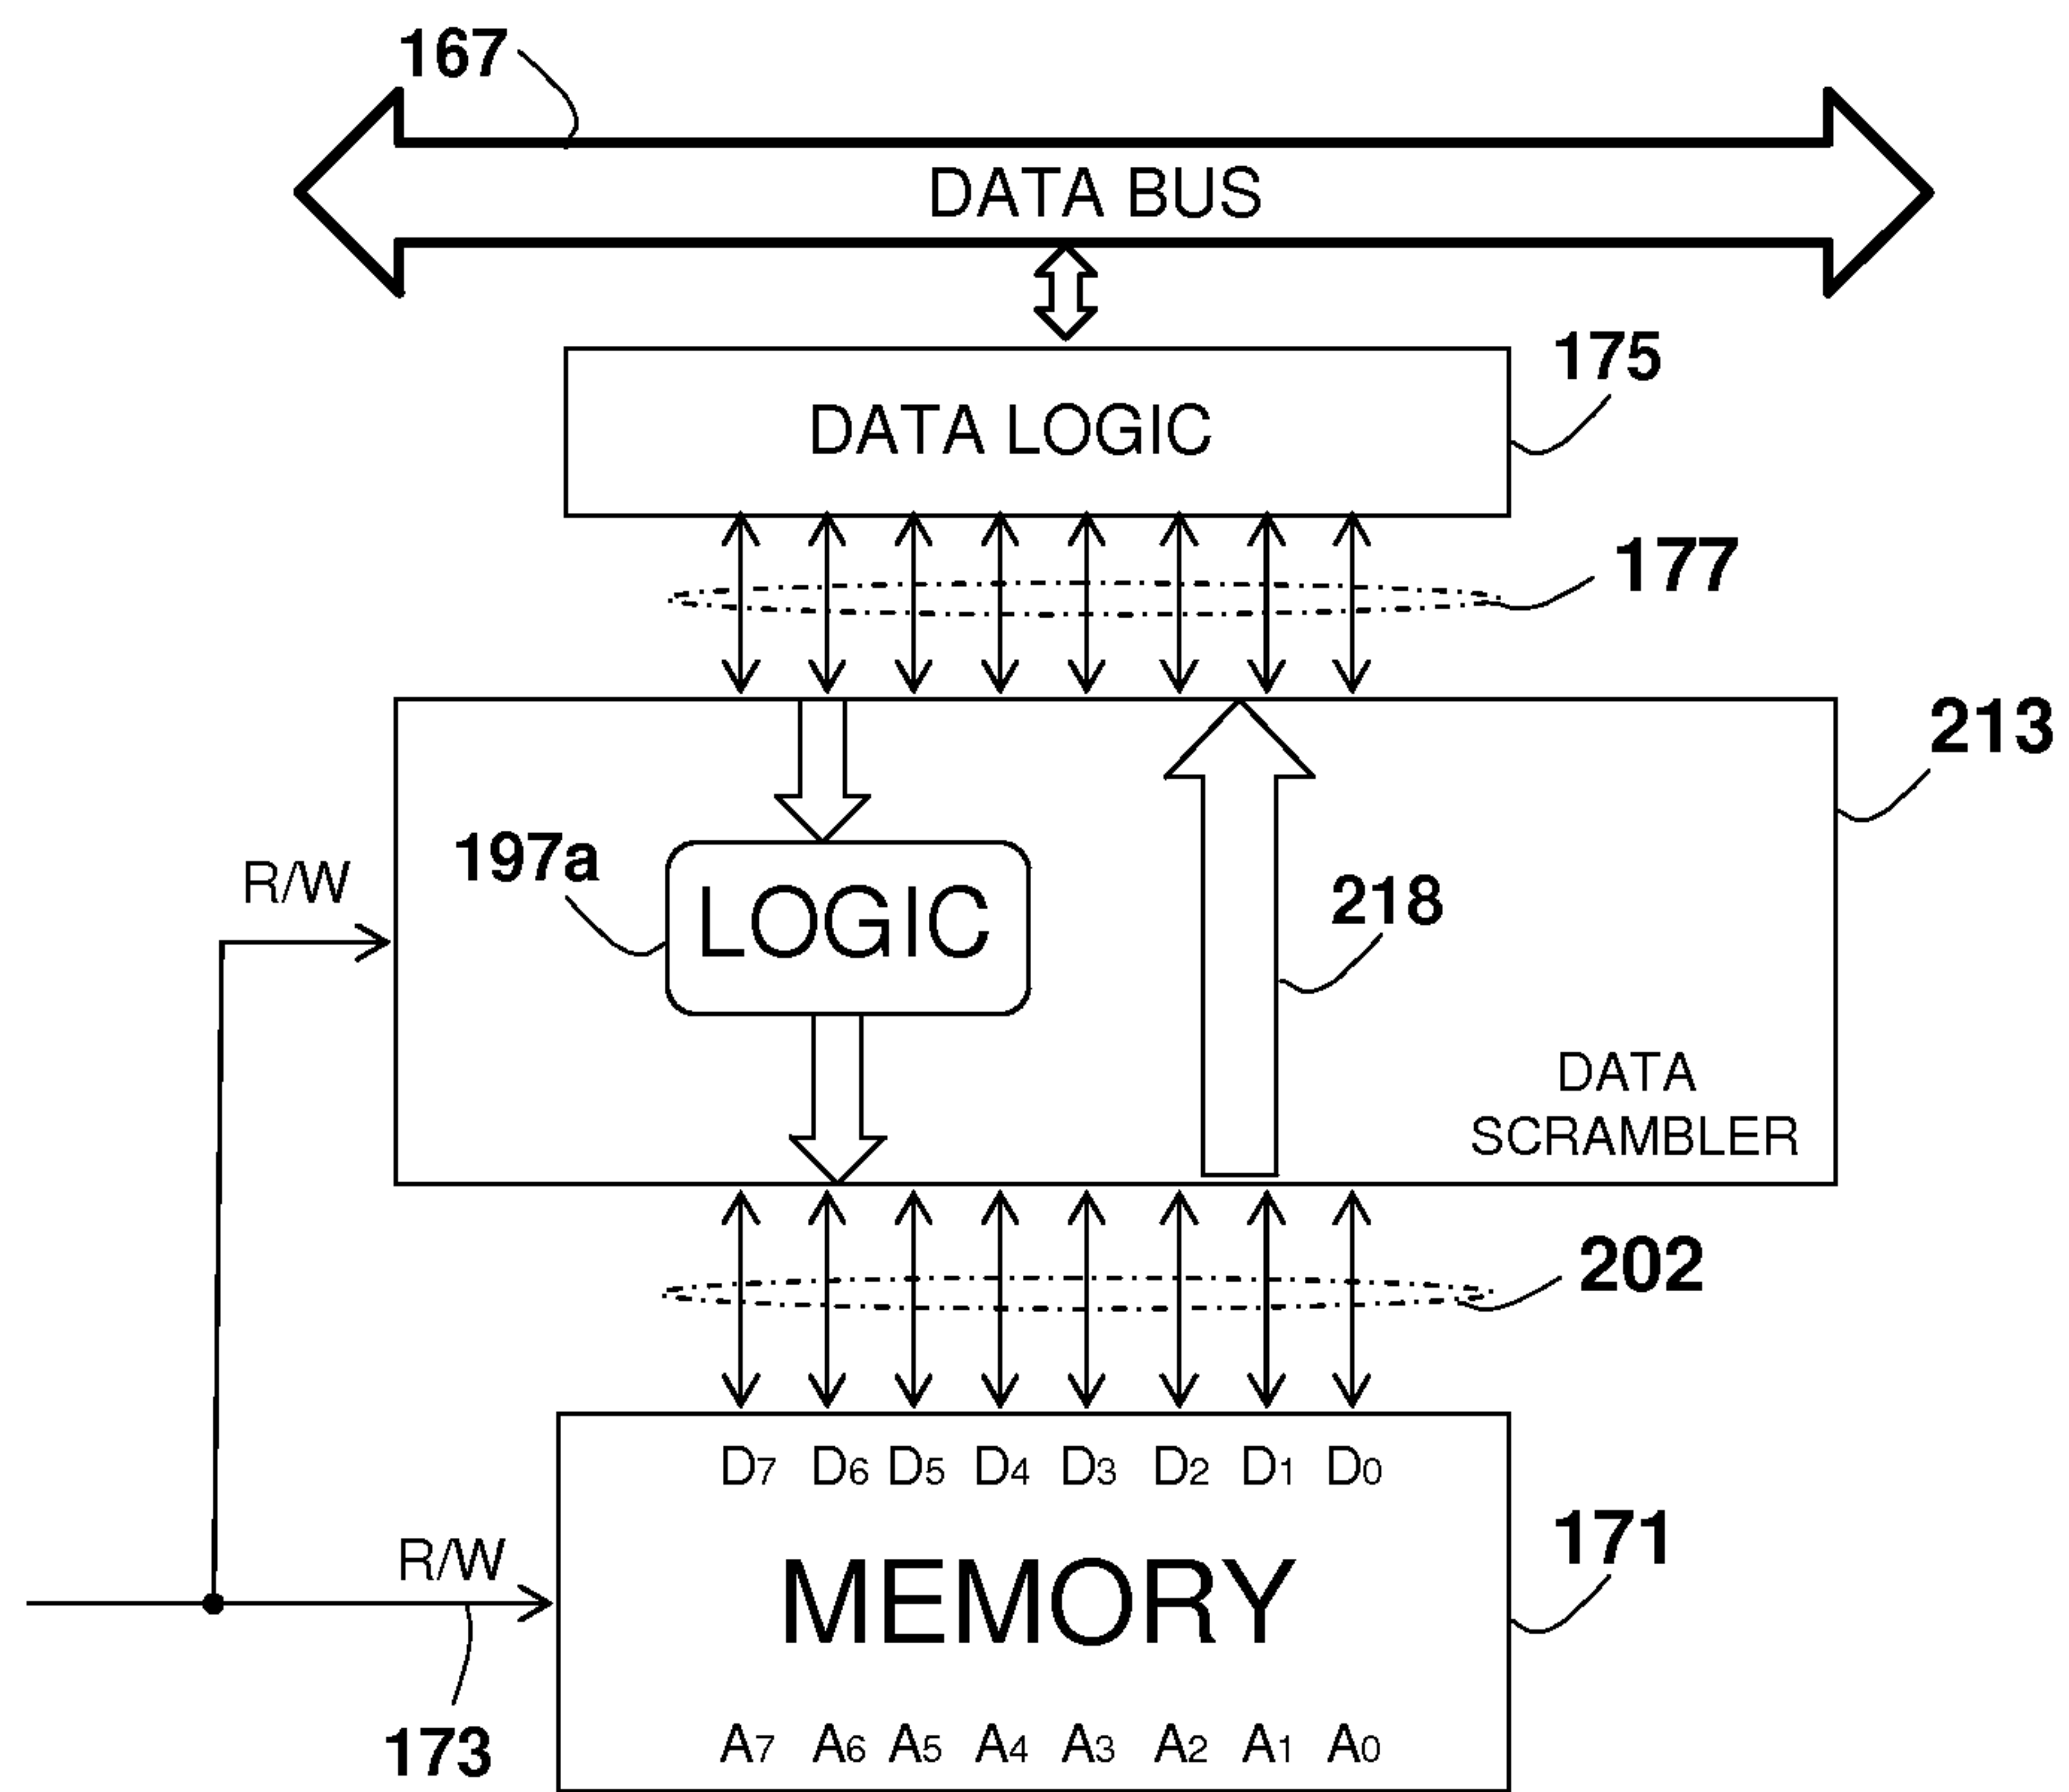 167
DATA BUS
175
DATA LOGIC
177
213
197a
R/W
LOGIC
218
DATA
SCRAMBLER
202
D7 D6 D5 D4 D3 D2 D1 D0
171
R/W
MEMORY
173
A7 A6 A5 A4 A3 A2 A1 A0